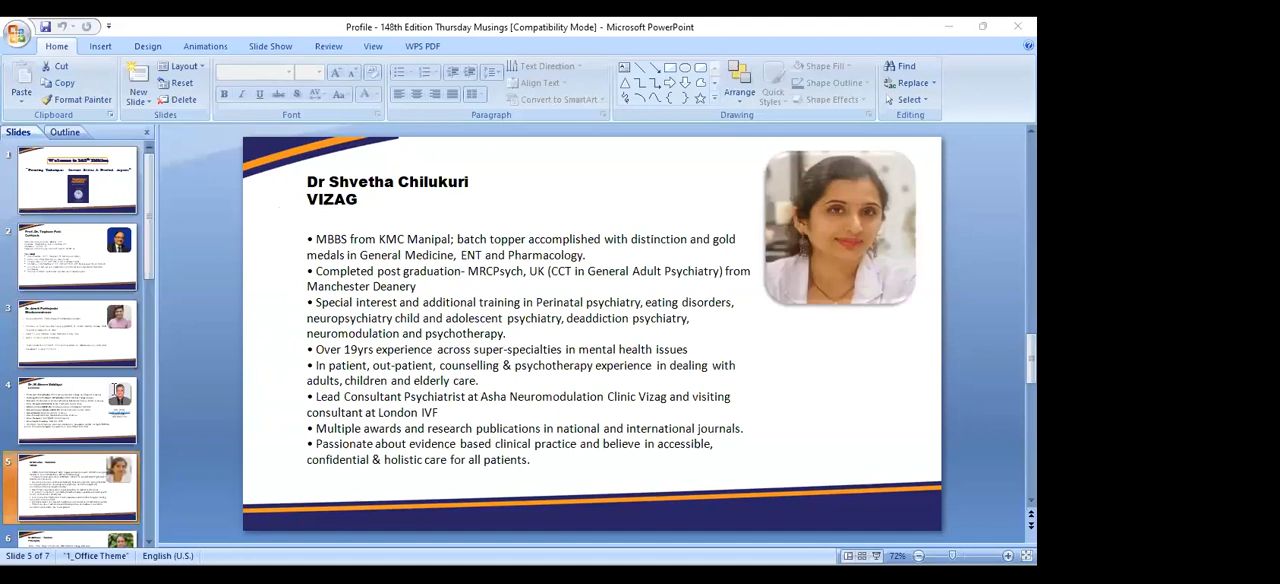 Profile - 148th Edition Thursday Musings [Compatibility Mode] - Microsoft PowerPoint
Home Insert Design Animations Slide Show Review View WPS PDF
Cut
Copy
Format Painter
Paste
Clipboard
New
Slide
Layout
Reset
Delete
Slides
B I U abc S AV Aa A
Font
Text Direction
Align Text
Convert to SmartArt
Paragraph
Arrange
Quick
Styles
Shape Fill
Shape Outline
Shape Effects
Drawing
Find
Replace
Select
Editing
Slides Outline
1
2
3
4
5
6
Dr Shvetha Chilukuri
VIZAG
• MBBS from KMC Manipal; batch topper accomplished with distinction and gold
medals in General Medicine, ENT and Pharmacology.
• Completed post graduation- MRCPsych, UK (CCT in General Adult Psychiatry) from
Manchester Deanery
• Special interest and additional training in Perinatal psychiatry, eating disorders,
neuropsychiatry child and adolescent psychiatry, deaddiction psychiatry,
neuromodulation and psychotherapy.
• Over 19yrs experience across super-specialties in mental health issues
• In patient, out-patient, counselling & psychotherapy experience in dealing with
adults, children and elderly care.
• Lead Consultant Psychiatrist at
Neuromodulation Clinic Vizag and visiting
consultant at London IVF
• Multiple awards and research publications in national and international journals.
• Passionate about evidence based clinical practice and believe in accessible,
confidential & holistic care for all patients.
Slide 5 of 7 "1_Office Theme" English (U.S.) 72%